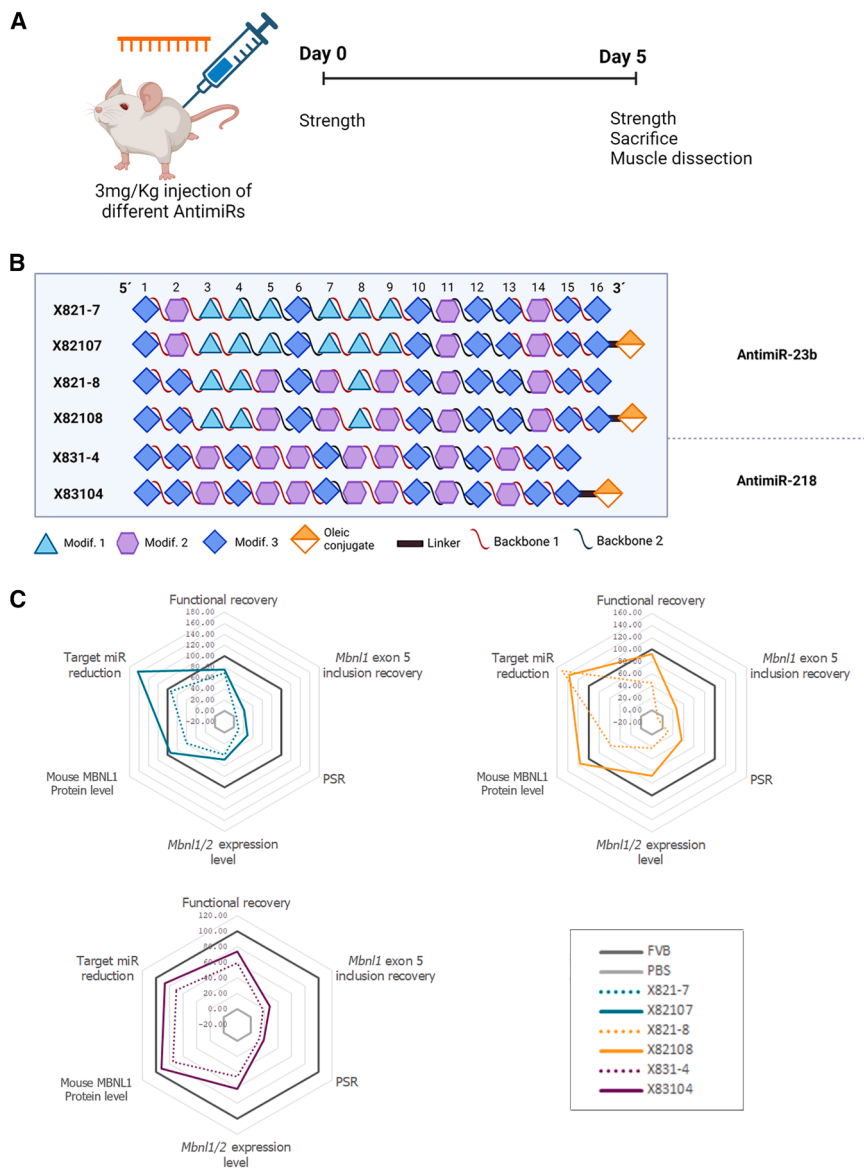 A
Day 0
Day 5
Strength
Strength
Sacrifice
Muscle dissection
3mg/Kg injection of
different AntimiRs
B
5´ 1 2 3 4 5 6 7 8 9 10 11 12 13 14 15 16 3´
X821-7
X82107
X821-8
X82108
X831-4
X83104
AntimiR-23b
AntimiR-218
Modif. 1
Modif. 2
Modif. 3
Oleic
conjugate
Linker
Backbone 1
Backbone 2
C
Functional recovery
180.00
160.00
140.00
120.00
100.00
80.00
60.00
40.00
20.00
0.00
-20.00
Target miR
reduction
Mbnl1 exon 5
inclusion recovery
Mouse MBNL1
Protein level
PSR
Mbnl1/2 expression
level
Functional recovery
160.00
140.00
120.00
100.00
80.00
60.00
40.00
20.00
0.00
-20.00
Target miR
reduction
Mbnl1 exon 5
inclusion recovery
Mouse MBNL1
Protein level
PSR
Mbnl1/2 expression
level
Functional recovery
120.00
100.00
80.00
60.00
40.00
20.00
0.00
-20.00
Target miR
reduction
Mbnl1 exon 5
inclusion recovery
Mouse MBNL1
Protein level
PSR
Mbnl1/2 expression
level
FVB
PBS
X821-7
X82107
X821-8
X82108
X831-4
X83104